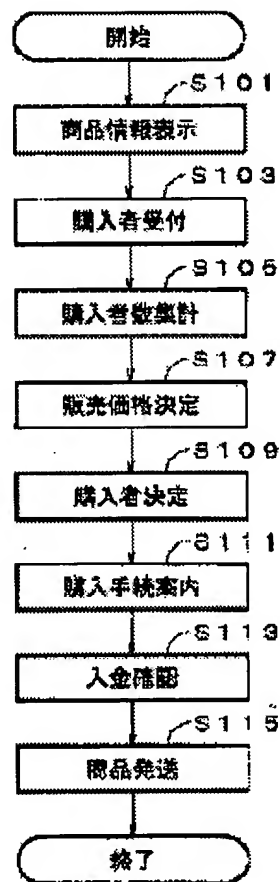 開始
S101
商品情報表示
S103
購入者受付
S105
購入者数集計
S107
販売価格決定
S109
購入者決定
S111
購入手続案内
S113
入金確認
S115
商品発送
終了